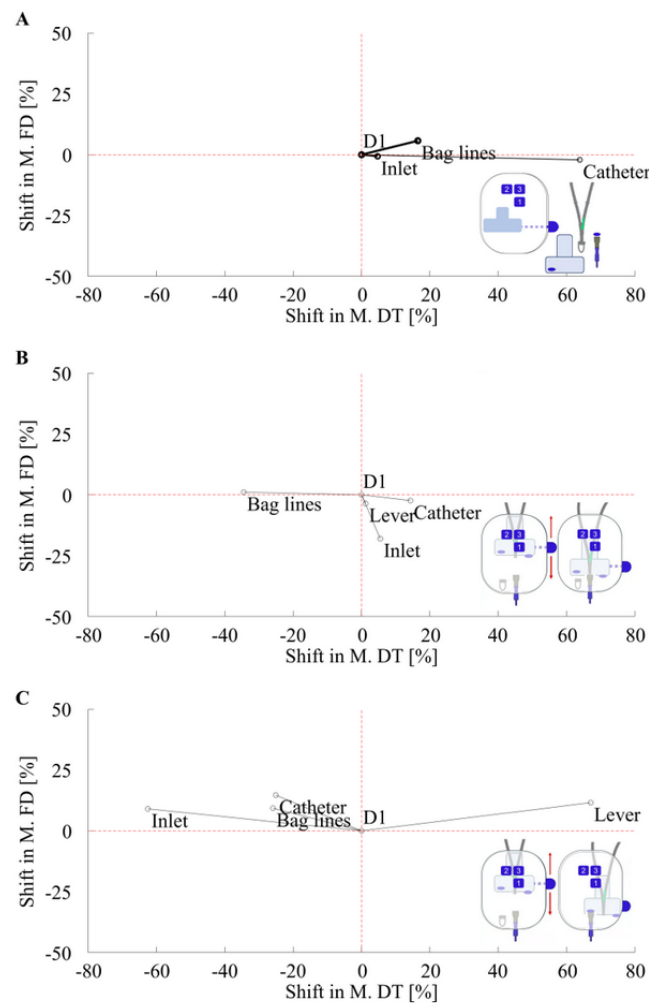 A
50
25
0
-25
-50
Shift in M. FD [%]
D1
Bag lines
Inlet
Catheter
2 3
1
-80 -60 -40 -20 0 20 40 60 80
Shift in M. DT [%]
B
50
25
0
-25
-50
Shift in M. FD [%]
D1
Bag lines
Lever
Catheter
Inlet
2 3 2 3
1 1
-80 -60 -40 -20 0 20 40 60 80
Shift in M. DT [%]
C
50
25
0
-25
-50
Shift in M. FD [%]
D1
Catheter
Inlet
Bag lines
Lever
2 3 2 3
1 1
-80 -60 -40 -20 0 20 40 60 80
Shift in M. DT [%]